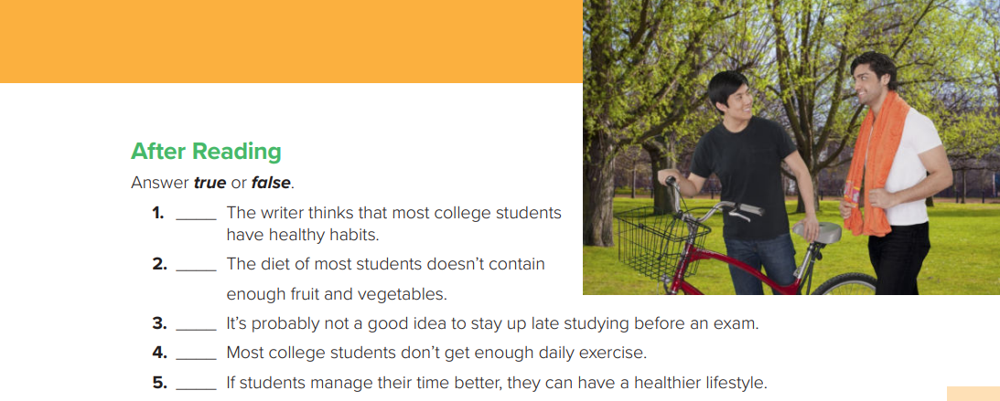 After Reading
Answer true or false.
1. _____ The writer thinks that most college students
have healthy habits.
2. _____ The diet of most students doesn’t contain
enough fruit and vegetables.
3. _____ It’s probably not a good idea to stay up late studying before an exam.
4. _____ Most college students don’t get enough daily exercise.
5. _____ If students manage their time better, they can have a healthier lifestyle.